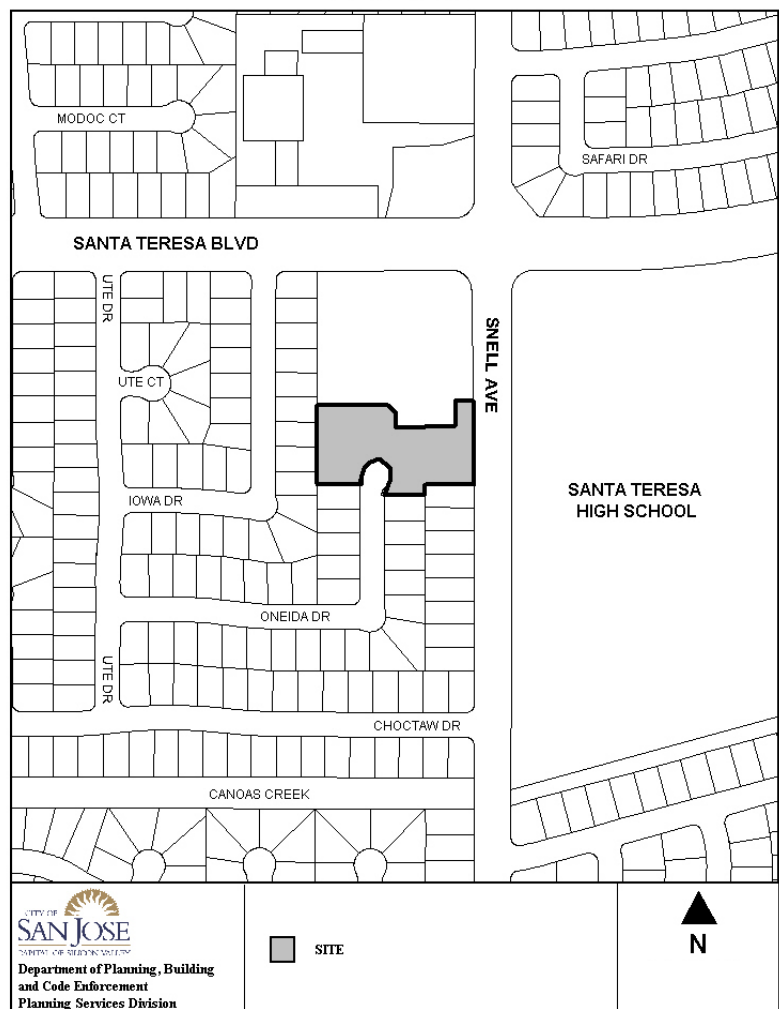 MODOC CT
SAFARI DR
SANTA TERESA BLVD
UTE DR
SNELL AVE
UTE CT
SANTA TERESA
HIGH SCHOOL
IOWA DR
ONEIDA DR
UTE DR
CHOCTAW DR
CANOAS CREEK
CITY OF
SAN JOSE
CAPITAL OF SILICON VALLEY
Department of Planning, Building
and Code Enforcement
Planning Services Division
SITE
N